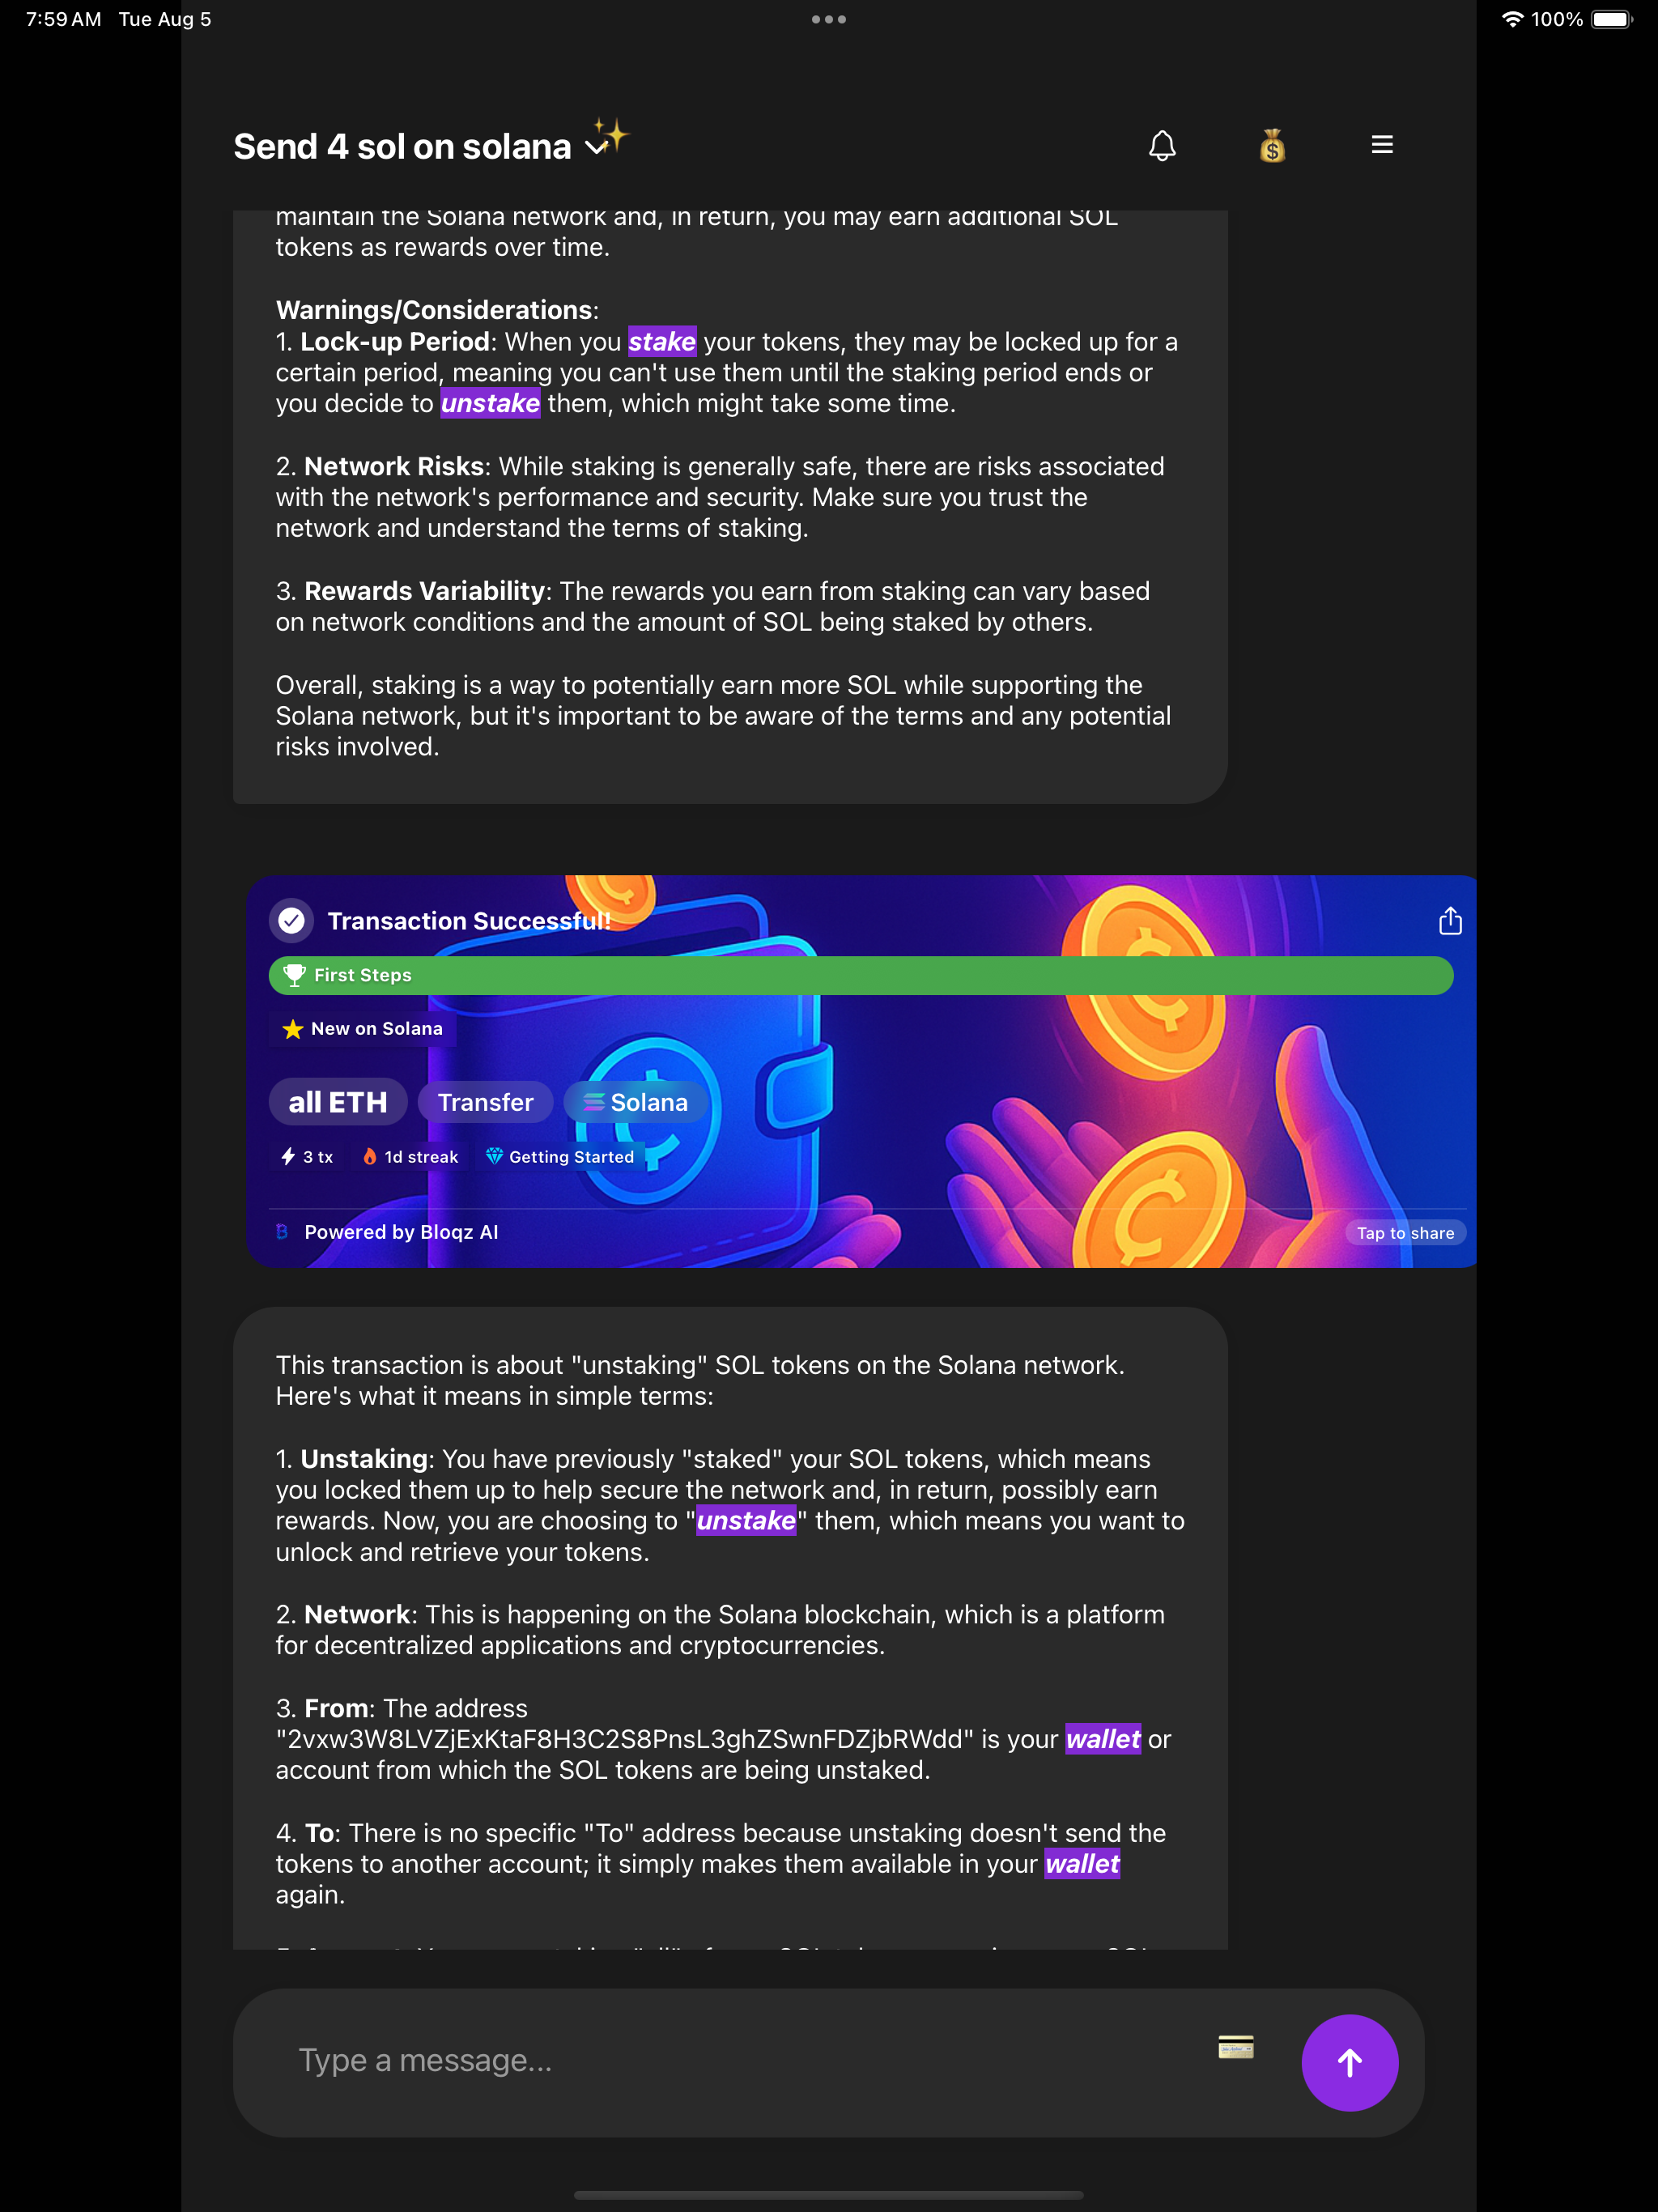 7:59 AM Tue Aug 5
100%
Send 4 sol on solana
maintain the Solana network and, in return, you may earn additional SOL
tokens as rewards over time.
Warnings/Considerations:
1. Lock-up Period: When you stake your tokens, they may be locked up for a
certain period, meaning you can't use them until the staking period ends or
you decide to unstake them, which might take some time.
2. Network Risks: While staking is generally safe, there are risks associated
with the network's performance and security. Make sure you trust the
network and understand the terms of staking.
3. Rewards Variability: The rewards you earn from staking can vary based
on network conditions and the amount of SOL being staked by others.
Overall, staking is a way to potentially earn more SOL while supporting the
Solana network, but it's important to be aware of the terms and any potential
risks involved.
Transaction Successful!
First Steps
New on Solana
all ETH Transfer Solana
3 tx 1d streak Getting Started
Powered by Bloqz AI
Tap to share
This transaction is about "unstaking" SOL tokens on the Solana network.
Here's what it means in simple terms:
1. Unstaking: You have previously "staked" your SOL tokens, which means
you locked them up to help secure the network and, in return, possibly earn
rewards. Now, you are choosing to "unstake" them, which means you want to
unlock and retrieve your tokens.
2. Network: This is happening on the Solana blockchain, which is a platform
for decentralized applications and cryptocurrencies.
3. From: The address
"2vxw3W8LVZjExKtaF8H3C2S8PnsL3ghZSwnFDZjbRWdd" is your wallet or
account from which the SOL tokens are being unstaked.
4. To: There is no specific "To" address because unstaking doesn't send the
tokens to another account; it simply makes them available in your wallet
again.
Type a message...